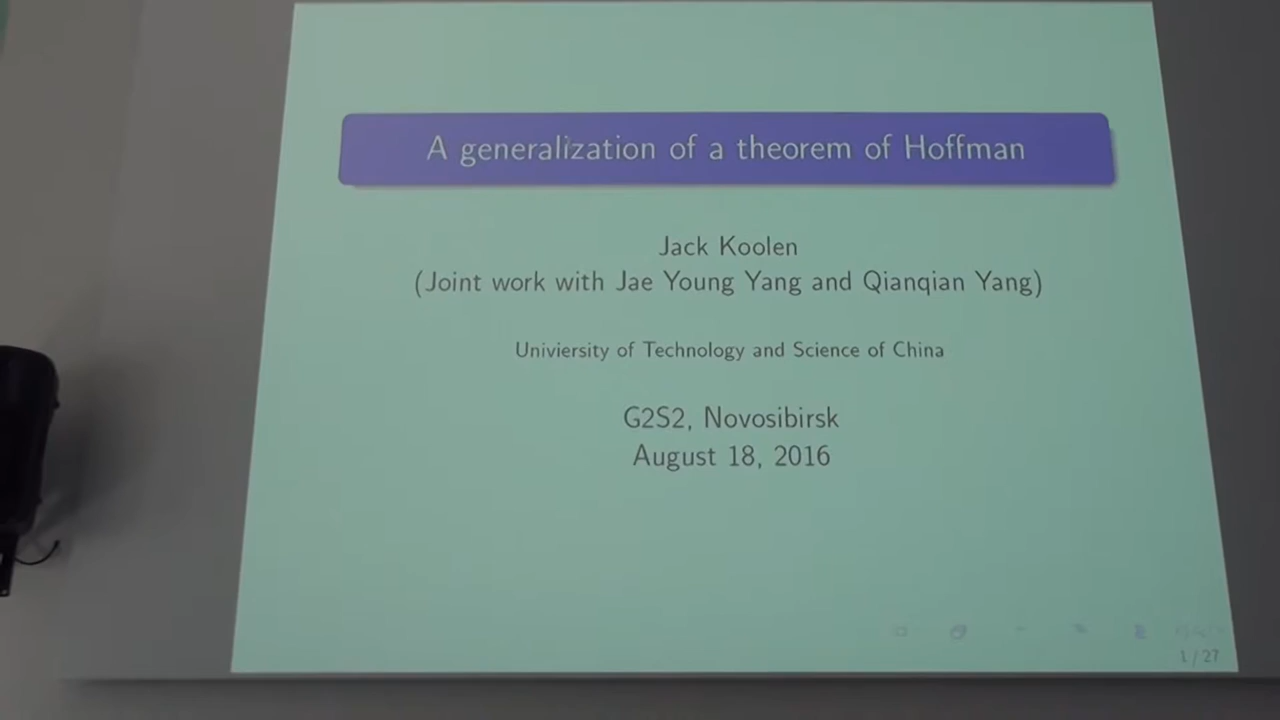 A generalization of a theorem of Hoffman
Jack Koolen
(Joint work with Jae Young Yang and Qianqian Yang)
Univiersity of Technology and Science of China
G2S2, Novosibirsk
August 18, 2016
1 / 27